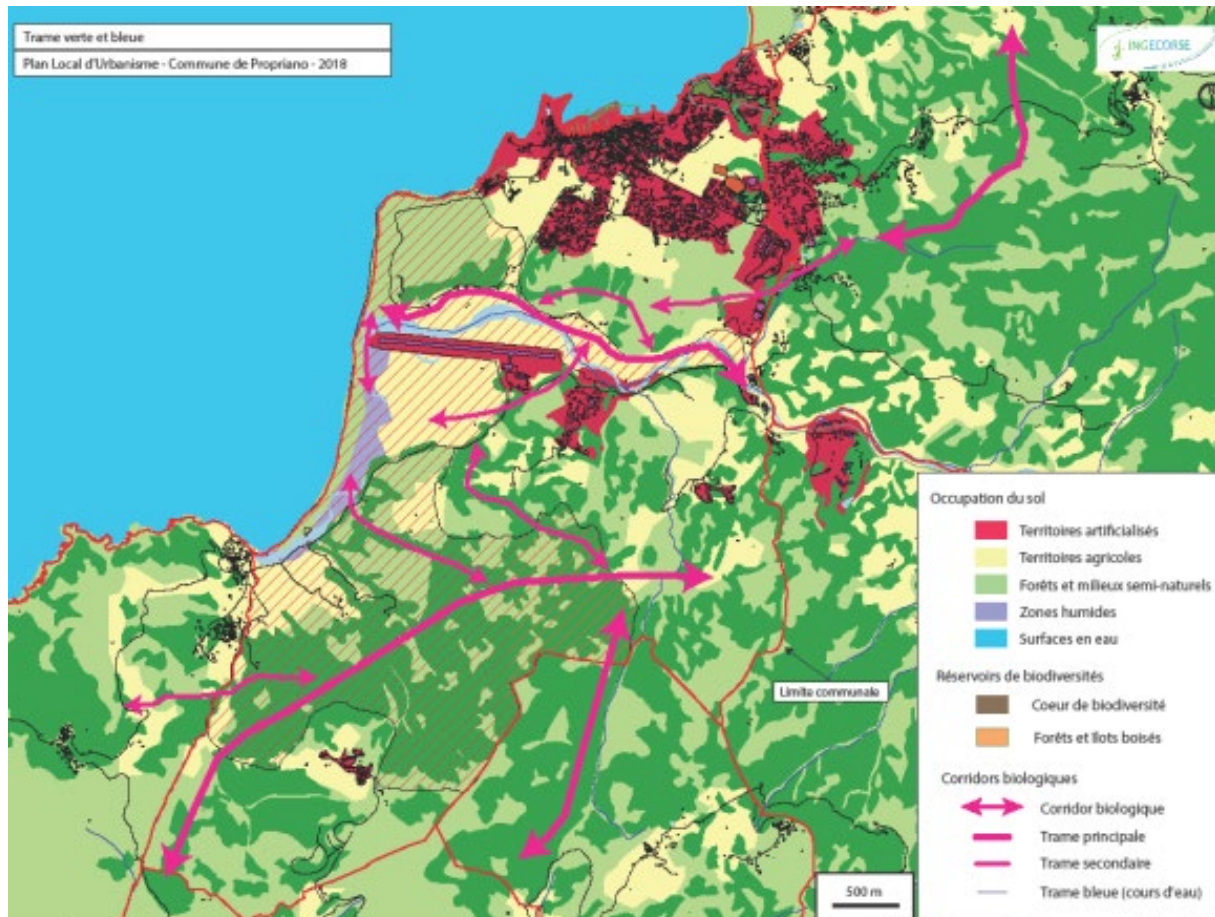 Trame verte et bleue
Plan Local d'Urbanisme - Commune de Propriano - 2018
INGECORSE
Limite communale
500 m
Occupation du sol
Territoires artificialisés
Territoires agricoles
Forêts et milieux semi-naturels
Zones humides
Surfaces en eau
Réservoirs de biodiversités
Coeur de biodiversité
Forêts et îlots boisés
Corridors biologiques
Corridor biologique
Trame principale
Trame secondaire
Trame bleue (cours d'eau)